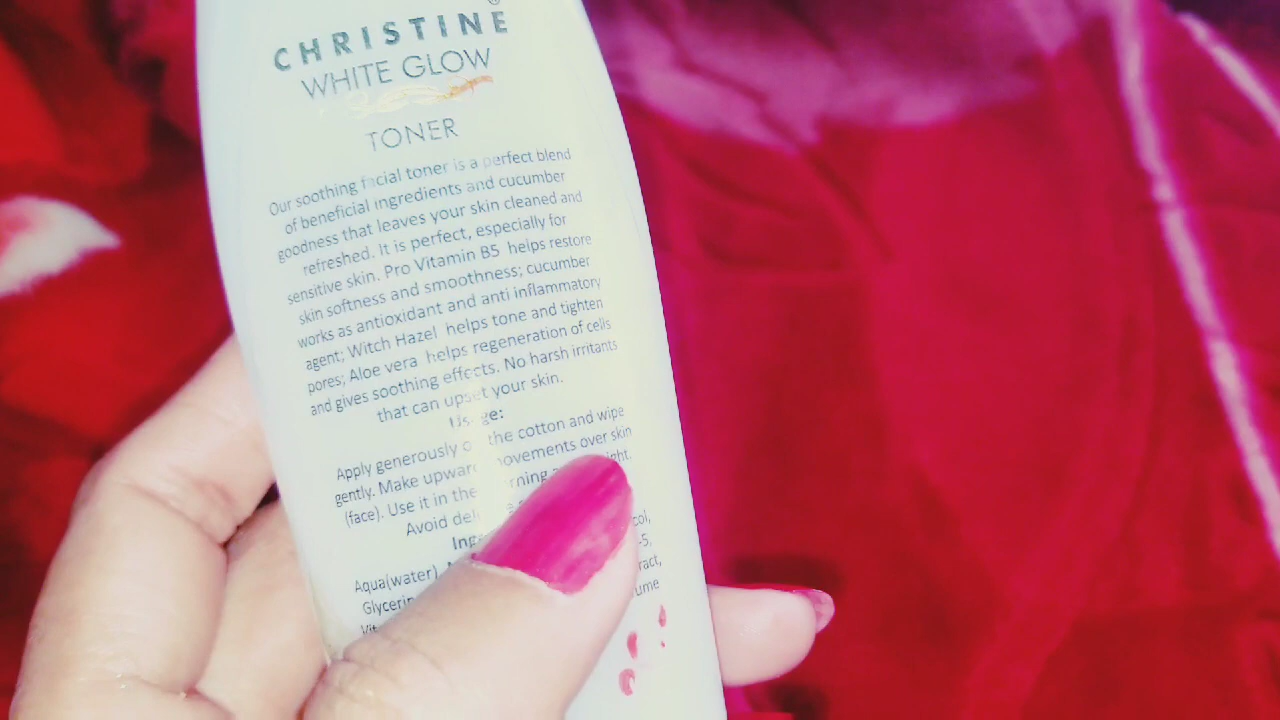 CHRISTINE®
WHITE GLOW
TONER
Our soothing facial toner is a perfect blend
of beneficial ingredients and cucumber
goodness that leaves your skin cleaned and
refreshed. It is perfect, especially for
sensitive skin. Pro Vitamin B5 helps restore
skin softness and smoothness; cucumber
works as antioxidant and anti inflammatory
agent; Witch Hazel helps tone and tighten
pores; Aloe vera helps regeneration of cells
and gives soothing effects. No harsh irritants
that can upset your skin.
Usage:
Apply generously the cotton and wipe
gently. Make upward movements over skin
(face). Use it in the
Avoid
Aqua(water)